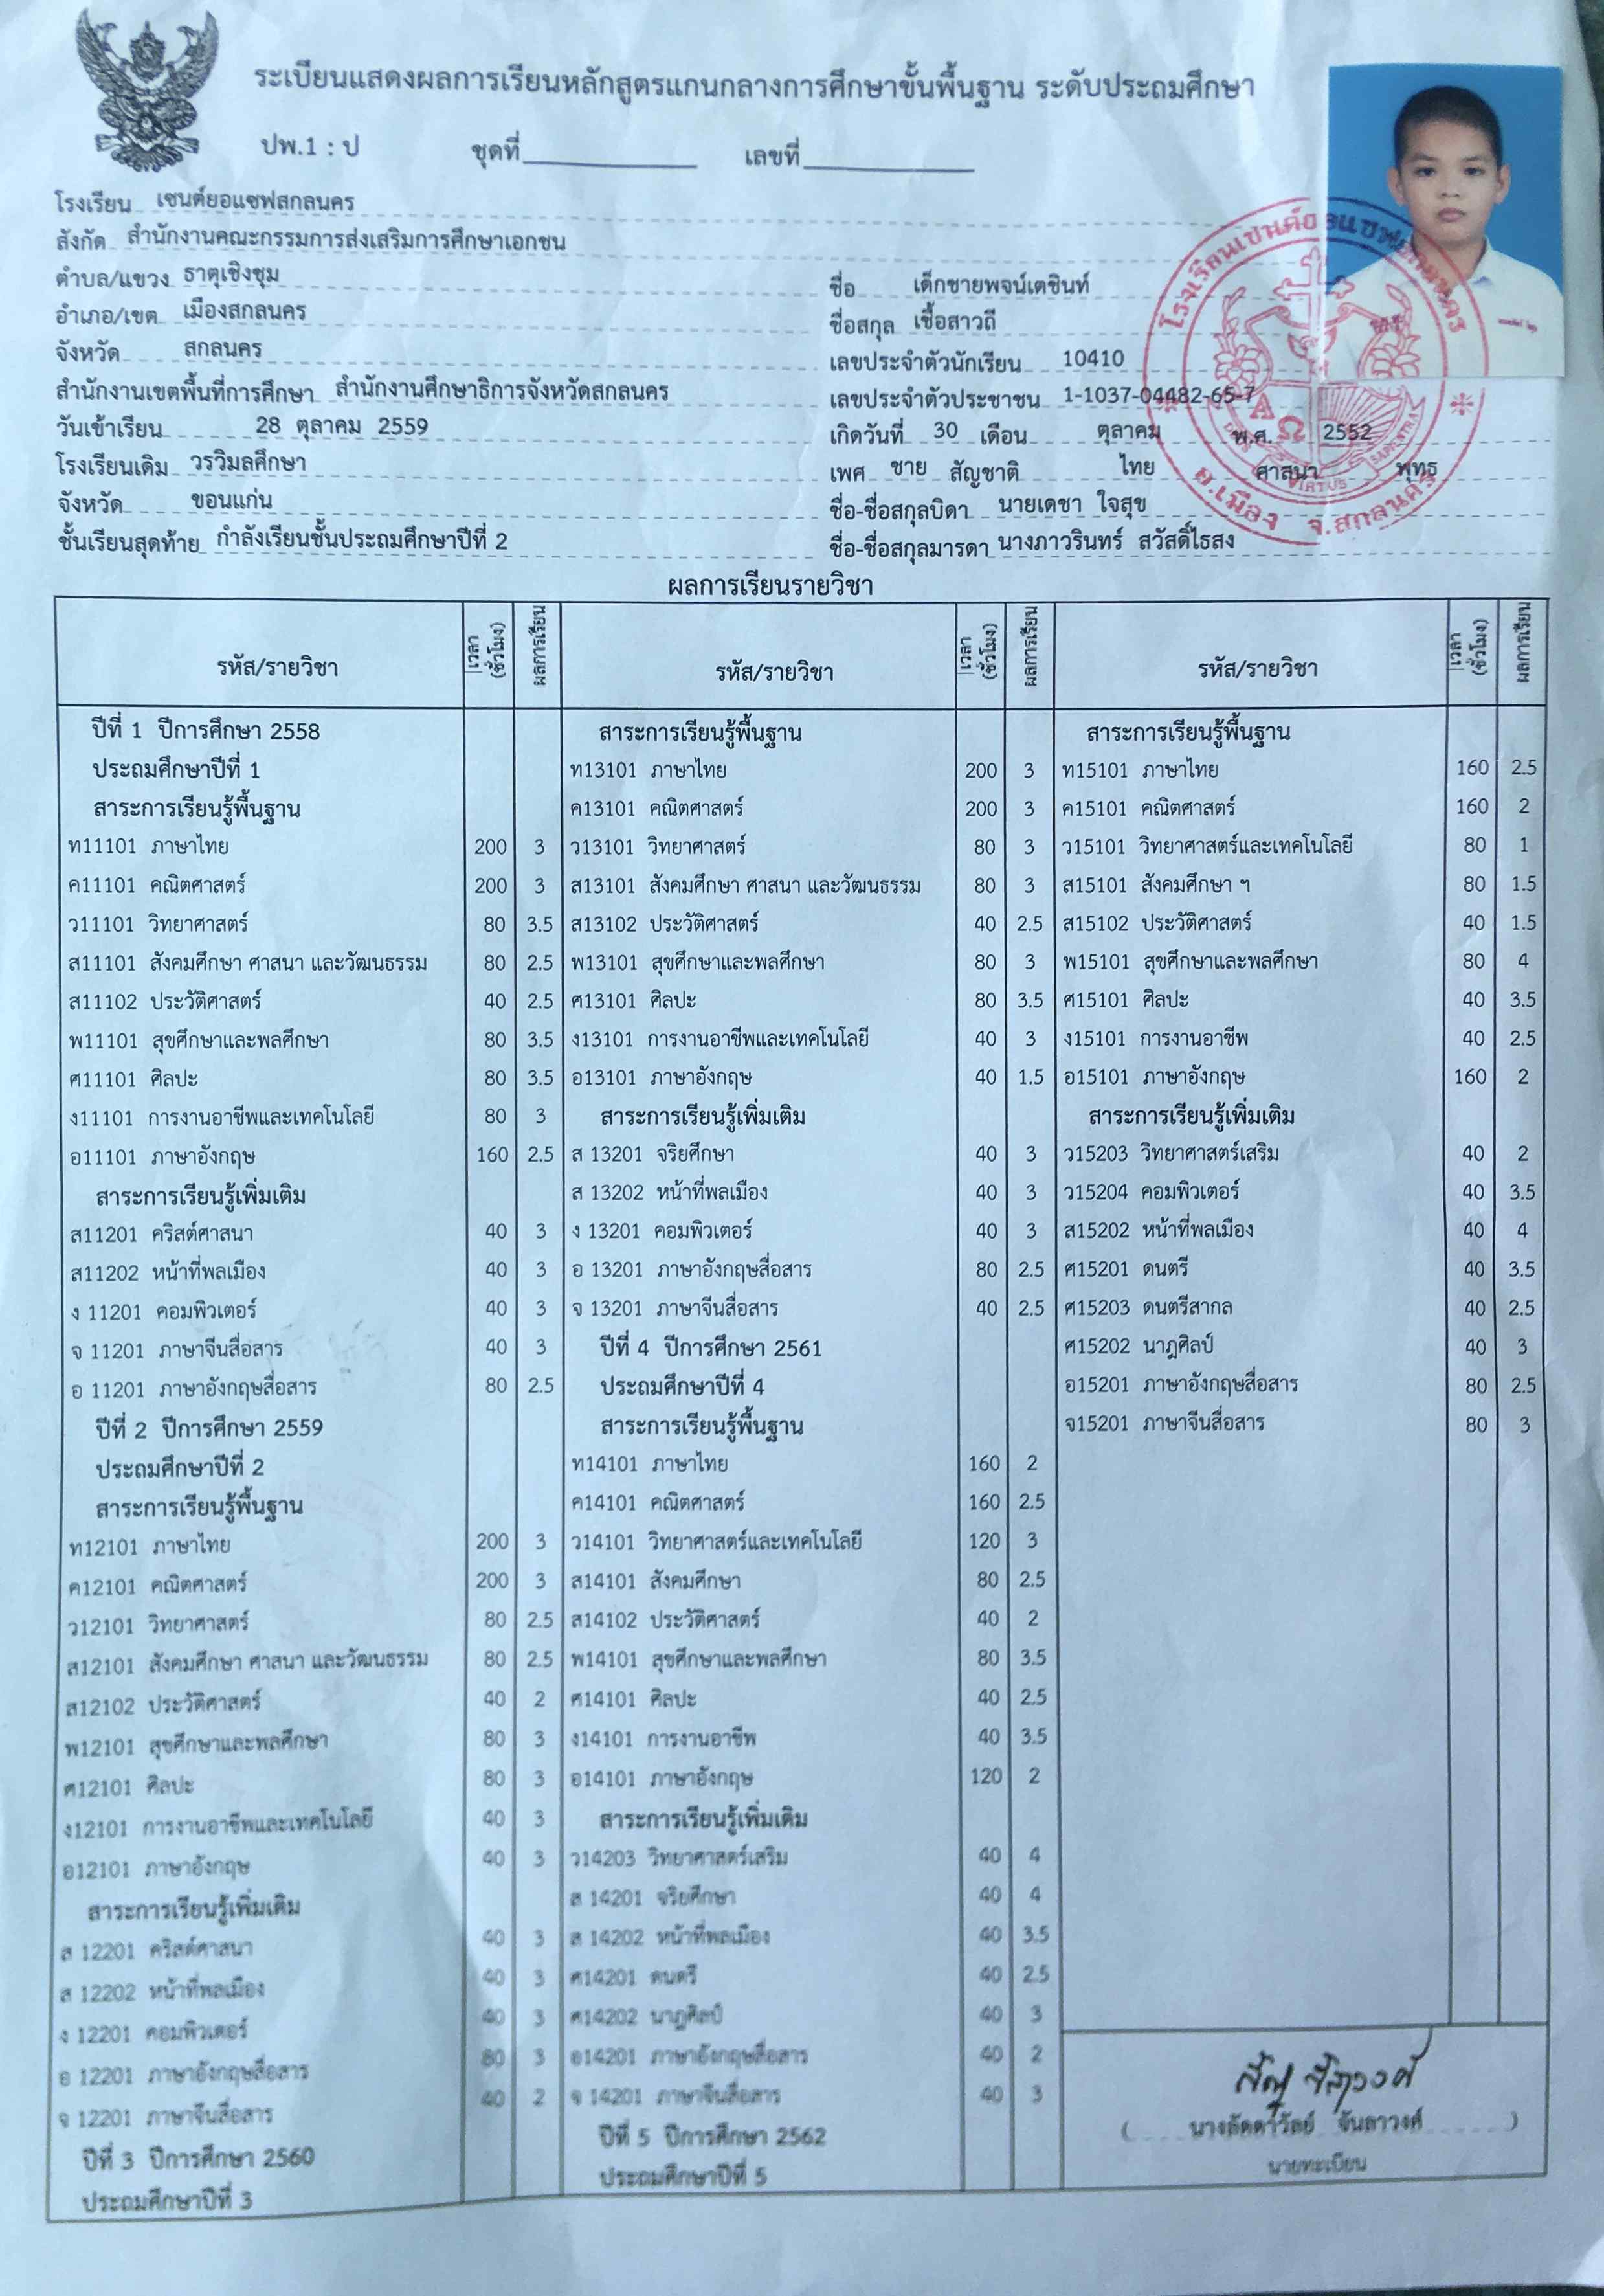 ระเบียนแสดงผลการเรียนหลักสูตรแกนกลางการศึกษาขั้นพื้นฐาน ระดับประถมศึกษา
ปพ.1 : ป ชุดที่ เลขที่
โรงเรียน เซนต์ยอแซฟสกลนคร
สังกัด สำนักงานคณะกรรมการส่งเสริมการศึกษาเอกชน
ตำบล/แขวง ธาตุเชิงชุม
อำเภอ/เขต เมืองสกลนคร
จังหวัด สกลนคร
สำนักงานเขตพื้นที่การศึกษา สำนักงานศึกษาธิการจังหวัดสกลนคร
วันเข้าเรียน 28 ตุลาคม 2559
โรงเรียนเดิม วรวิมลศึกษา
จังหวัด ขอนแก่น
ชั้นเรียนสุดท้าย กำลังเรียนชั้นประถมศึกษาปีที่ 2
ชื่อ เด็กชายพจน์เตชินท์
ชื่อสกุล เชื้อสาวถี
เลขประจำตัวนักเรียน 10410
เลขประจำตัวประชาชน 1-1037-04482-65-7
เกิดวันที่ 30 เดือน ตุลาคม พ.ศ. 2552
เพศ ชาย สัญชาติ ไทย ศาสนา พุทธ
ชื่อ-ชื่อสกุลบิดา นายเดชา ใจสุข
ชื่อ-ชื่อสกุลมารดา นางภาวรินทร์ สวัสดิ์ไธสง
โรงเรียนเซนต์ยอแซฟสกลนคร
อ.เมือง จ.สกลนคร
Α Ω
VIRTUS
ผลการเรียนรายวิชา
รหัส/รายวิชา เวลา (ชั่วโมง) ผลการเรียน
ปีที่ 1 ปีการศึกษา 2558
ประถมศึกษาปีที่ 1
สาระการเรียนรู้พื้นฐาน
ท11101 ภาษาไทย 200 3
ค11101 คณิตศาสตร์ 200 3
ว11101 วิทยาศาสตร์ 80 3.5
ส11101 สังคมศึกษา ศาสนา และวัฒนธรรม 80 2.5
ส11102 ประวัติศาสตร์ 40 2.5
พ11101 สุขศึกษาและพลศึกษา 80 3.5
ศ11101 ศิลปะ 80 3.5
ง11101 การงานอาชีพและเทคโนโลยี 80 3
อ11101 ภาษาอังกฤษ 160 2.5
สาระการเรียนรู้เพิ่มเติม
ส11201 คริสต์ศาสนา 40 3
ส11202 หน้าที่พลเมือง 40 3
ง 11201 คอมพิวเตอร์ 40 3
จ 11201 ภาษาจีนสื่อสาร 40 3
อ 11201 ภาษาอังกฤษสื่อสาร 80 2.5
ปีที่ 2 ปีการศึกษา 2559
ประถมศึกษาปีที่ 2
สาระการเรียนรู้พื้นฐาน
ท12101 ภาษาไทย 200 3
ค12101 คณิตศาสตร์ 200 3
ว12101 วิทยาศาสตร์ 80 2.5
ส12101 สังคมศึกษา ศาสนา และวัฒนธรรม 80 2.5
ส12102 ประวัติศาสตร์ 40 2
พ12101 สุขศึกษาและพลศึกษา 80 3
ศ12101 ศิลปะ 80 3
ง12101 การงานอาชีพและเทคโนโลยี 40 3
อ12101 ภาษาอังกฤษ 40 3
สาระการเรียนรู้เพิ่มเติม
ส 12201 คริสต์ศาสนา 40 3
ส 12202 หน้าที่พลเมือง 40 3
ง 12201 คอมพิวเตอร์ 40 3
อ 12201 ภาษาอังกฤษสื่อสาร 80 3
จ 12201 ภาษาจีนสื่อสาร 40 2
ปีที่ 3 ปีการศึกษา 2560
ประถมศึกษาปีที่ 3
รหัส/รายวิชา เวลา (ชั่วโมง) ผลการเรียน
สาระการเรียนรู้พื้นฐาน
ท13101 ภาษาไทย 200 3
ค13101 คณิตศาสตร์ 200 3
ว13101 วิทยาศาสตร์ 80 3
ส13101 สังคมศึกษา ศาสนา และวัฒนธรรม 80 3
ส13102 ประวัติศาสตร์ 40 2.5
พ13101 สุขศึกษาและพลศึกษา 80 3
ศ13101 ศิลปะ 80 3.5
ง13101 การงานอาชีพและเทคโนโลยี 40 3
อ13101 ภาษาอังกฤษ 40 1.5
สาระการเรียนรู้เพิ่มเติม
ส 13201 จริยศึกษา 40 3
ส 13202 หน้าที่พลเมือง 40 3
ง 13201 คอมพิวเตอร์ 40 3
อ 13201 ภาษาอังกฤษสื่อสาร 80 2.5
จ 13201 ภาษาจีนสื่อสาร 40 2.5
ปีที่ 4 ปีการศึกษา 2561
ประถมศึกษาปีที่ 4
สาระการเรียนรู้พื้นฐาน
ท14101 ภาษาไทย 160 2
ค14101 คณิตศาสตร์ 160 2.5
ว14101 วิทยาศาสตร์และเทคโนโลยี 120 3
ส14101 สังคมศึกษา 80 2.5
ส14102 ประวัติศาสตร์ 40 2
พ14101 สุขศึกษาและพลศึกษา 80 3.5
ศ14101 ศิลปะ 40 2.5
ง14101 การงานอาชีพ 40 3.5
อ14101 ภาษาอังกฤษ 120 2
สาระการเรียนรู้เพิ่มเติม
ว14203 วิทยาศาสตร์เสริม 40 4
ส 14201 จริยศึกษา 40 4
ส 14202 หน้าที่พลเมือง 40 3.5
ศ14201 ดนตรี 40 2.5
ศ14202 นาฏศิลป์ 40 3
อ14201 ภาษาอังกฤษสื่อสาร 40 2
จ 14201 ภาษาจีนสื่อสาร 40 3
ปีที่ 5 ปีการศึกษา 2562
ประถมศึกษาปีที่ 5
รหัส/รายวิชา เวลา (ชั่วโมง) ผลการเรียน
สาระการเรียนรู้พื้นฐาน
ท15101 ภาษาไทย 160 2.5
ค15101 คณิตศาสตร์ 160 2
ว15101 วิทยาศาสตร์และเทคโนโลยี 80 1
ส15101 สังคมศึกษา ฯ 80 1.5
ส15102 ประวัติศาสตร์ 40 1.5
พ15101 สุขศึกษาและพลศึกษา 80 4
ศ15101 ศิลปะ 40 3.5
ง15101 การงานอาชีพ 40 2.5
อ15101 ภาษาอังกฤษ 160 2
สาระการเรียนรู้เพิ่มเติม
ว15203 วิทยาศาสตร์เสริม 40 2
ว15204 คอมพิวเตอร์ 40 3.5
ส15202 หน้าที่พลเมือง 40 4
ศ15201 ดนตรี 40 3.5
ศ15203 ดนตรีสากล 40 2.5
ศ15202 นาฏศิลป์ 40 3
อ15201 ภาษาอังกฤษสื่อสาร 80 2.5
จ15201 ภาษาจีนสื่อสาร 80 3
( นางลัดดาวัลย์ จันลาวงศ์ )
นายทะเบียน